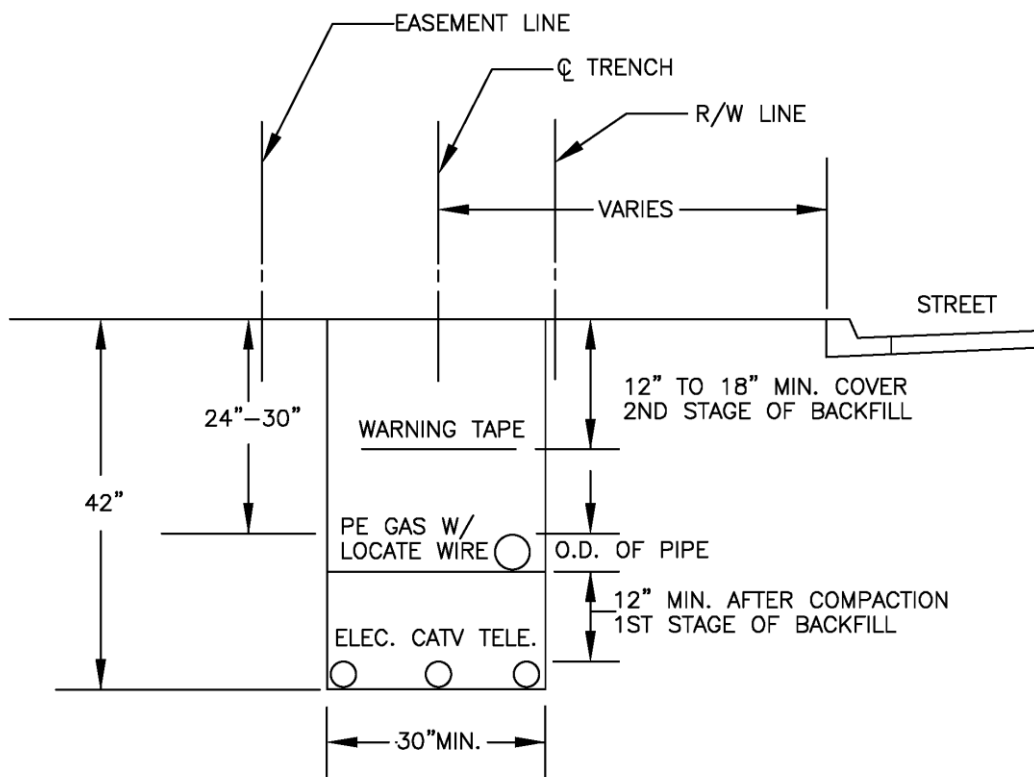 EASEMENT LINE
℄ TRENCH
R/W LINE
VARIES
STREET
24"-30"
12" TO 18" MIN. COVER
2ND STAGE OF BACKFILL
WARNING TAPE
42"
PE GAS W/
LOCATE WIRE
O.D. OF PIPE
12" MIN. AFTER COMPACTION
1ST STAGE OF BACKFILL
ELEC. CATV TELE.
30"MIN.